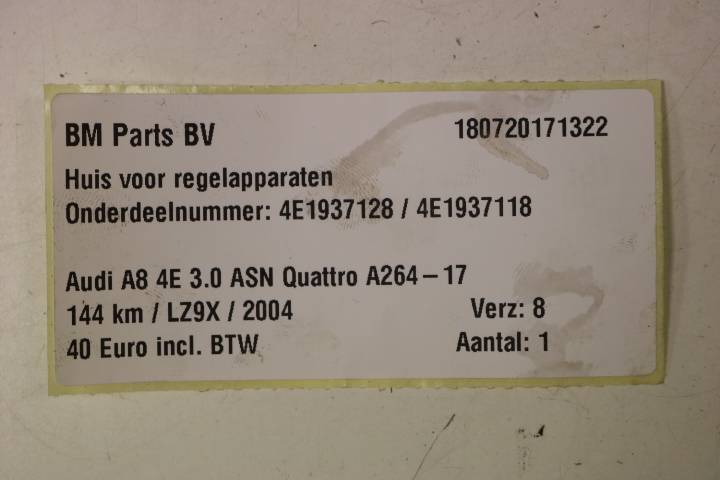 BM Parts BV 180720171322
Huis voor regelapparaten
Onderdeelnummer: 4E1937128 / 4E1937118
Audi A8 4E 3.0 ASN Quattro A264-17
144 km / LZ9X / 2004 Verz: 8
40 Euro incl. BTW Aantal: 1